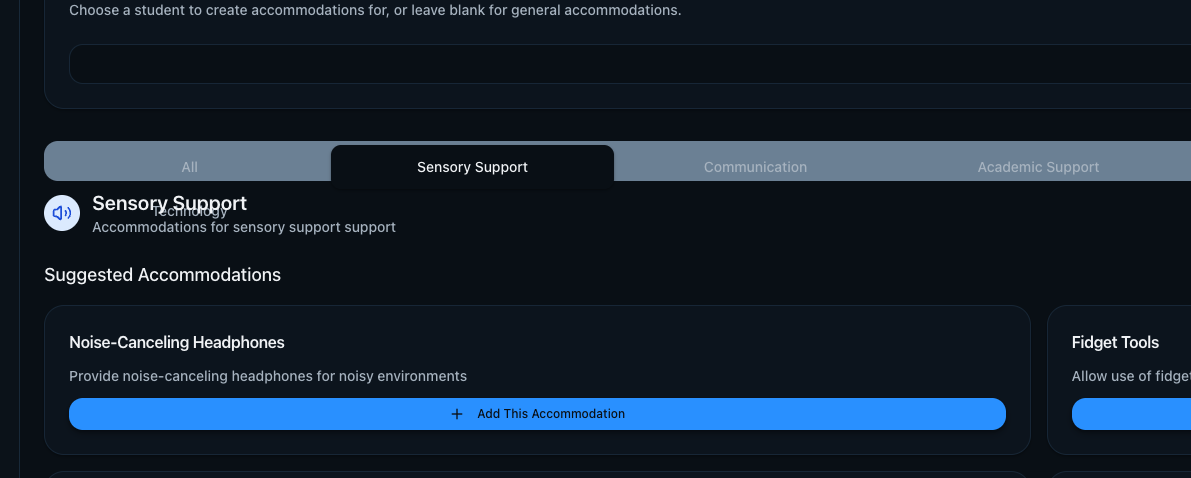 Choose a student to create accommodations for, or leave blank for general accommodations.
All
Sensory Support
Communication
Academic Support
Technology
Sensory Support
Accommodations for sensory support support
Suggested Accommodations
Noise-Canceling Headphones
Provide noise-canceling headphones for noisy environments
+ Add This Accommodation
Fidget Tools
Allow use of fidget